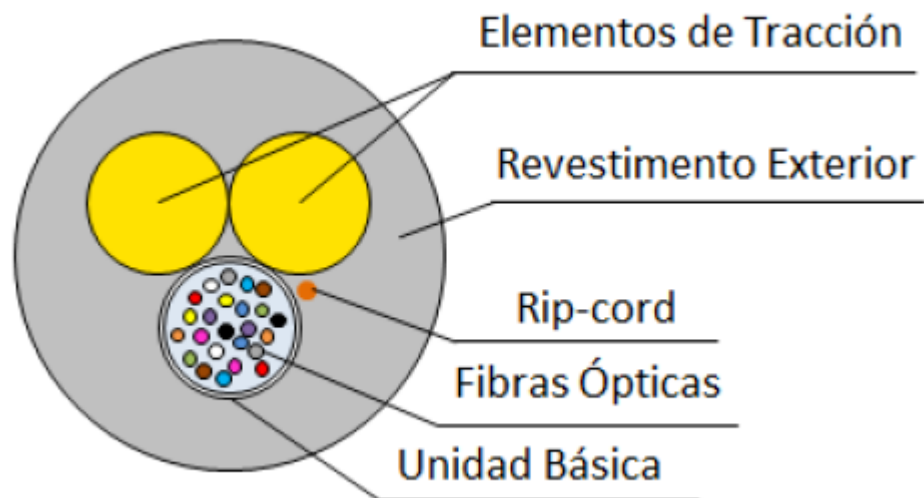 Elementos de Tracción
Revestimento Exterior
Rip-cord
Fibras Ópticas
Unidad Básica